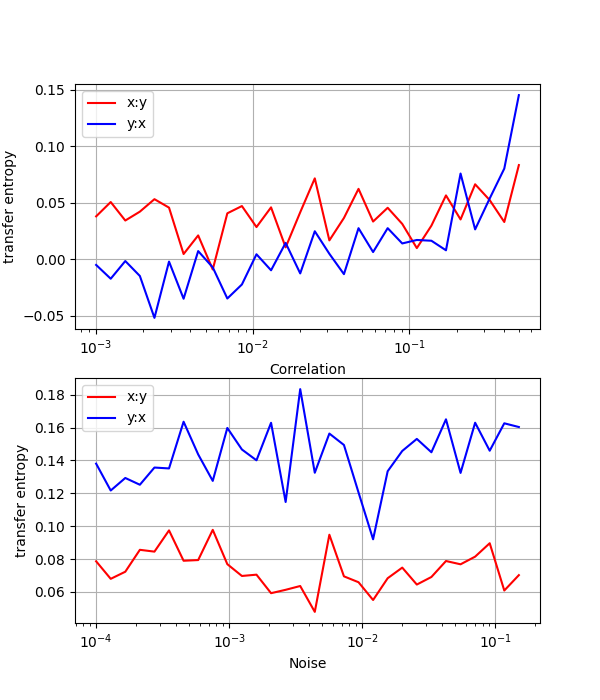 0.15
x:y
y:x
0.10
0.05
0.00
−0.05
transfer entropy
10⁻³
10⁻²
10⁻¹
Correlation
0.18
x:y
y:x
0.16
0.14
0.12
0.10
0.08
0.06
transfer entropy
10⁻⁴
10⁻³
10⁻²
10⁻¹
Noise